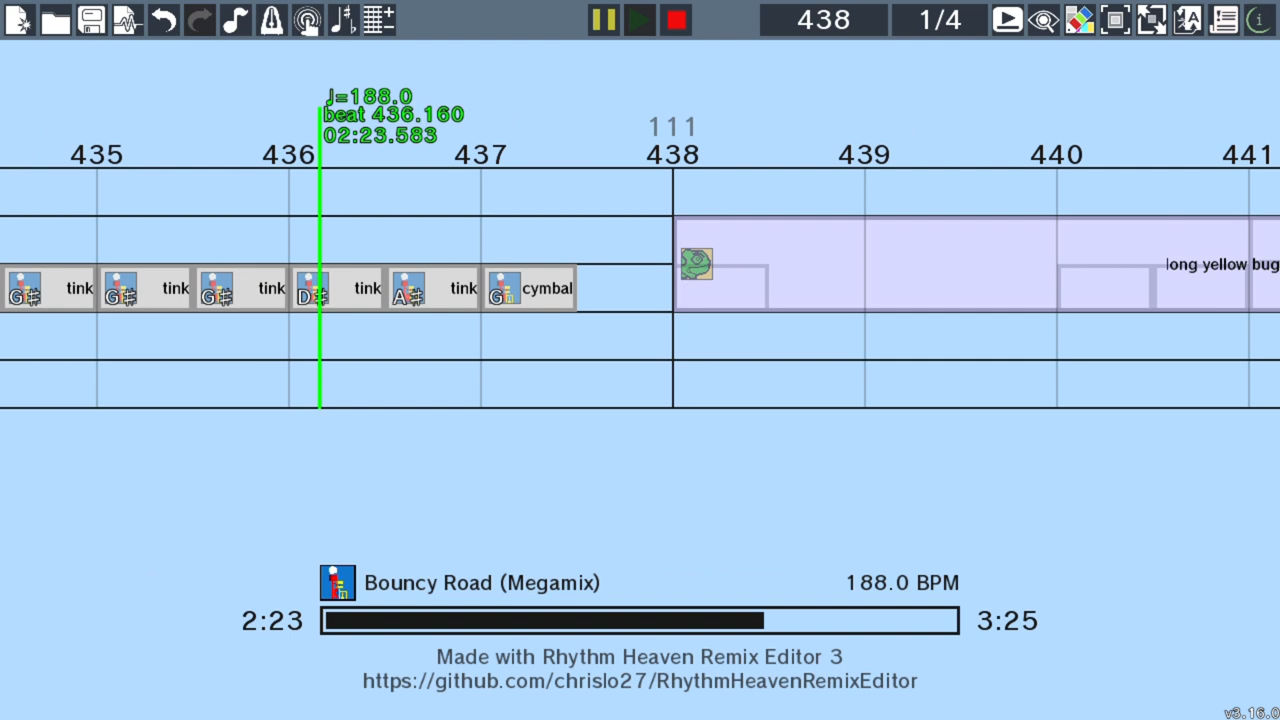 438 1/4
♩=188.0
beat 436.160
02:23.583
111
435 436 437 438 439 440 441
long yellow bug
G# tink G# tink G# tink D# tink A# tink G cymbal
Bouncy Road (Megamix) 188.0 BPM
2:23 3:25
Made with Rhythm Heaven Remix Editor 3
https://github.com/chrislo27/RhythmHeavenRemixEditor
v3.16.0